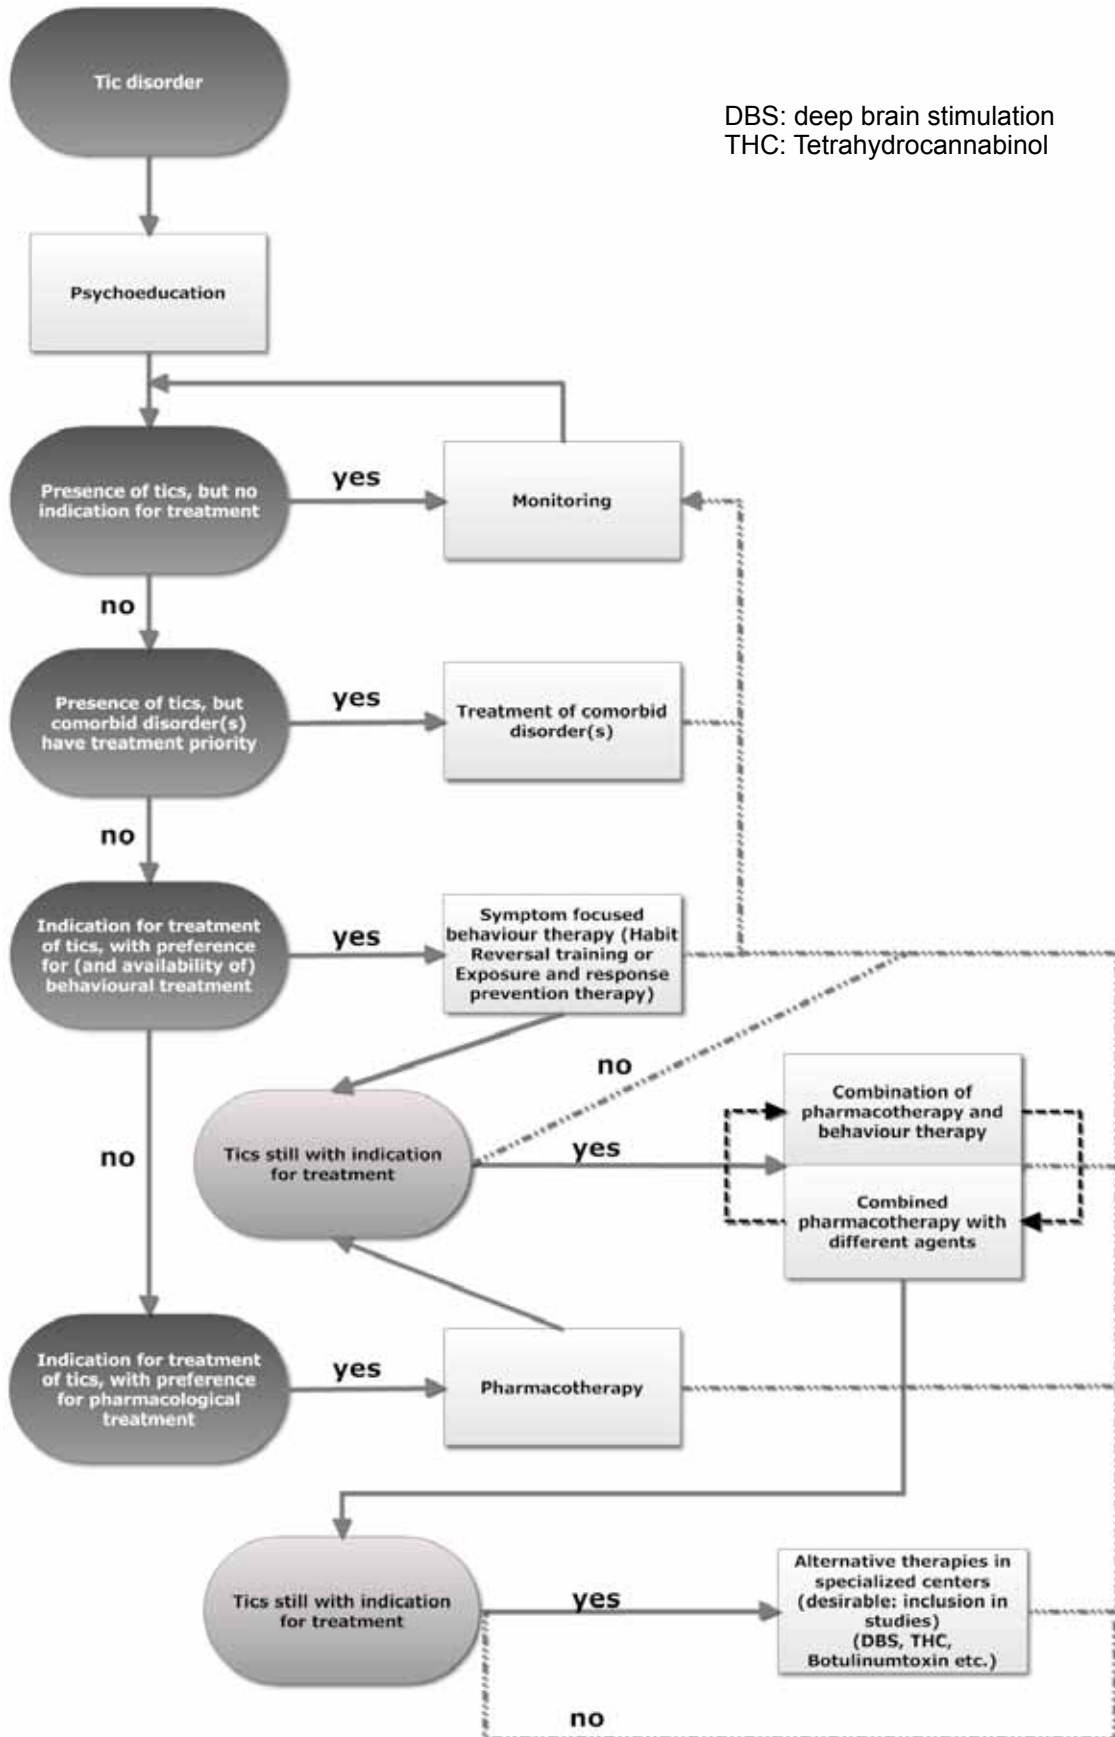 Tic disorder
DBS: deep brain stimulation
THC: Tetrahydrocannabinol
Psychoeducation
Presence of tics, but no
indication for treatment
yes
Monitoring
no
Presence of tics, but
comorbid disorder(s)
have treatment priority
yes
Treatment of comorbid
disorder(s)
no
Indication for treatment
of tics, with preference
for (and availability of)
behavioural treatment
yes
Symptom focused
behaviour therapy (Habit
Reversal training or
Exposure and response
prevention therapy)
no
no
Tics still with indication
for treatment
yes
Combination of
pharmacotherapy and
behaviour therapy
Combined
pharmacotherapy with
different agents
Indication for treatment
of tics, with preference
for pharmacological
treatment
yes
Pharmacotherapy
Tics still with indication
for treatment
yes
Alternative therapies in
specialized centers
(desirable: inclusion in
studies)
(DBS, THC,
Botulinumtoxin etc.)
no